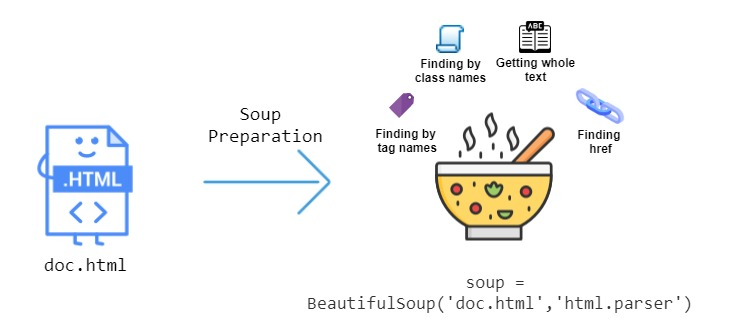 ABC
Finding by
class names
Getting whole
text
Finding by
tag names
Finding
href
Soup
Preparation
.HTML
doc.html
soup =
BeautifulSoup('doc.html','html.parser')